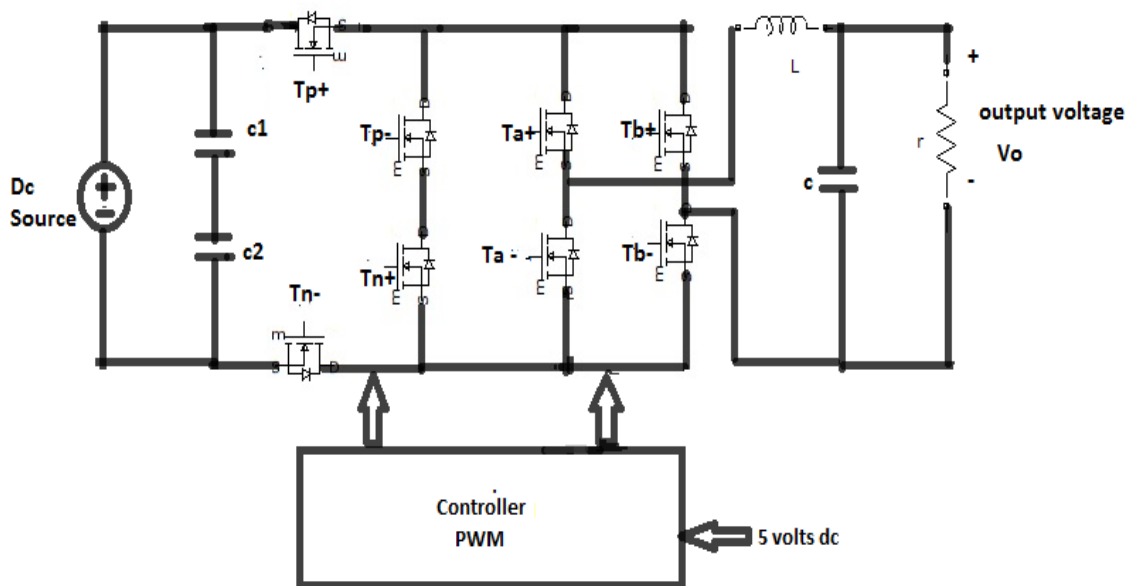 Tp+
c1
Tp-
Ta+
Tb+
L
+
output voltage
Vo
r
-
Dc
Source
c
c2
Tn+
Ta -
Tb-
Tn-
Controller
PWM
5 volts dc